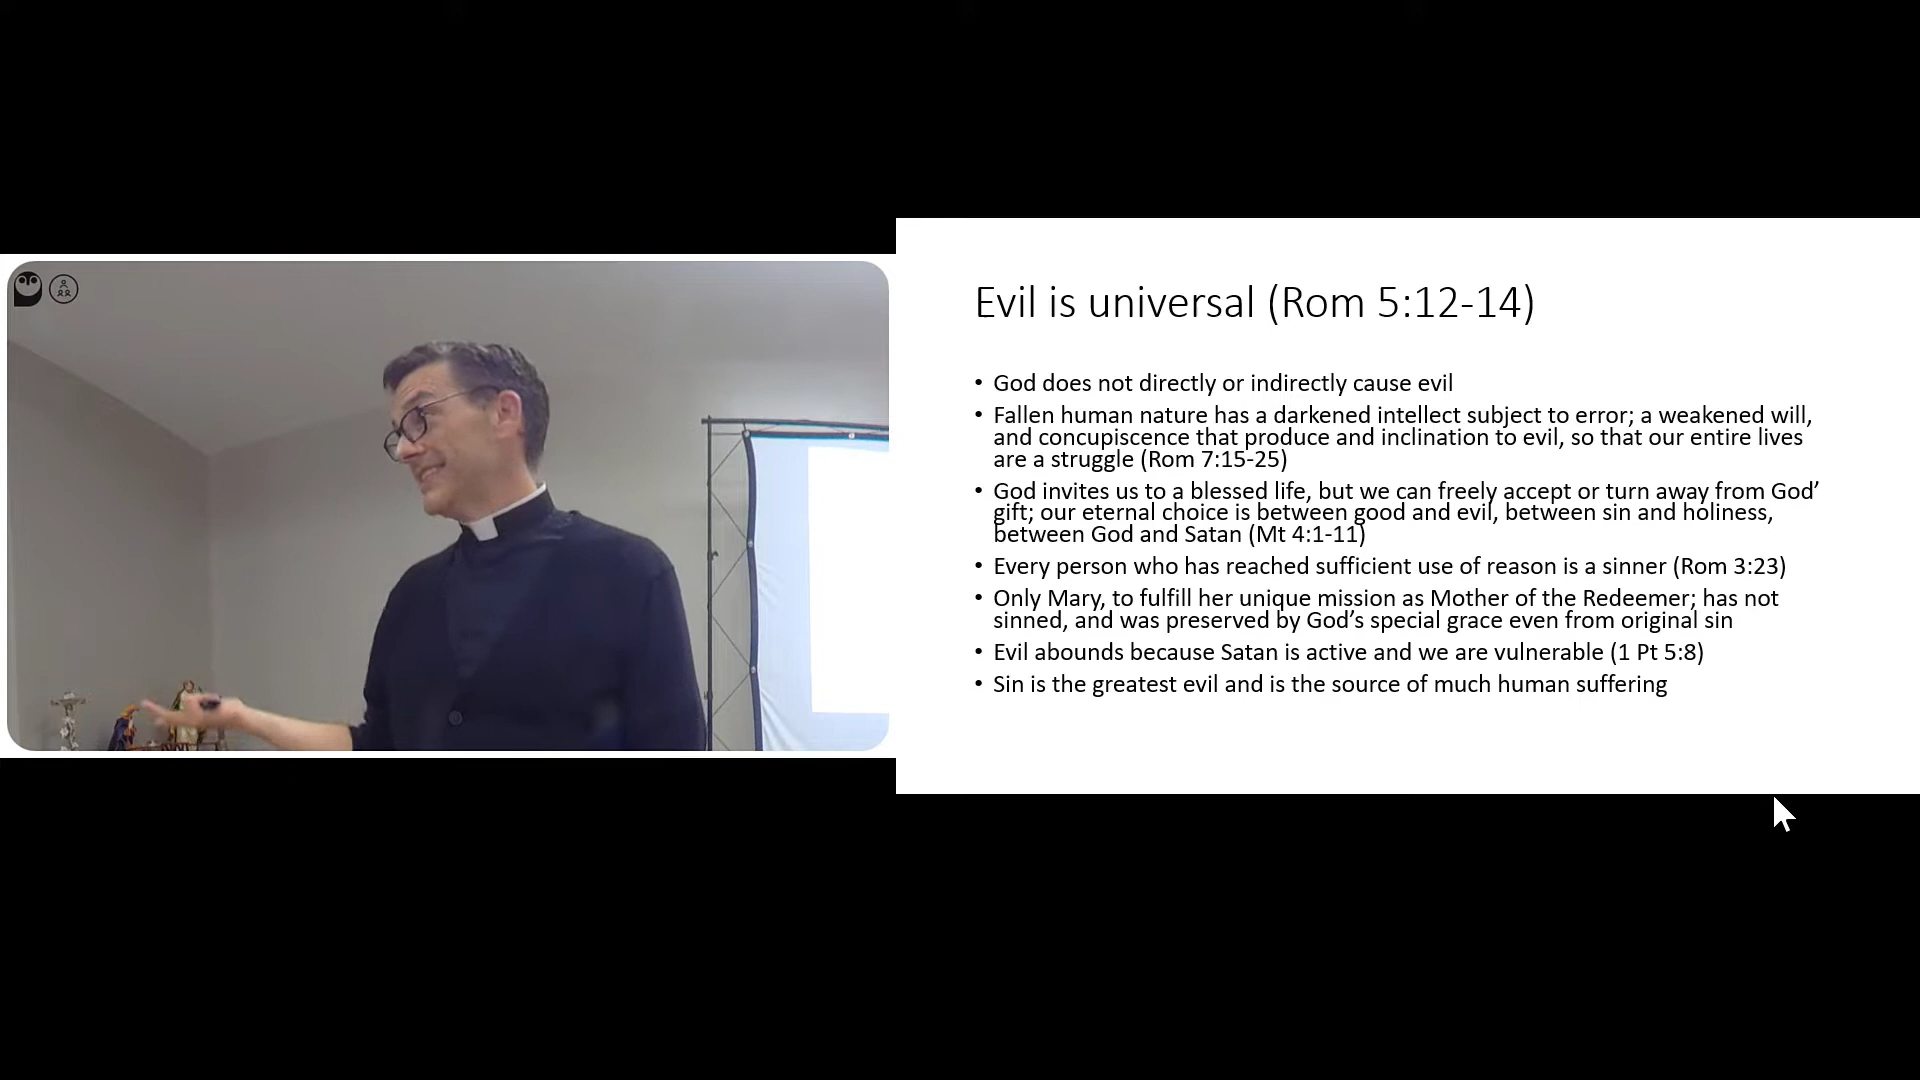 Evil is universal (Rom 5:12-14)
• God does not directly or indirectly cause evil
• Fallen human nature has a darkened intellect subject to error; a weakened will,
and concupiscence that produce and inclination to evil, so that our entire lives
are a struggle (Rom 7:15-25)
• God invites us to a blessed life, but we can freely accept or turn away from God’
gift; our eternal choice is between good and evil, between sin and holiness,
between God and Satan (Mt 4:1-11)
• Every person who has reached sufficient use of reason is a sinner (Rom 3:23)
• Only Mary, to fulfill her unique mission as Mother of the Redeemer; has not
sinned, and was preserved by God’s special grace even from original sin
• Evil abounds because Satan is active and we are vulnerable (1 Pt 5:8)
• Sin is the greatest evil and is the source of much human suffering